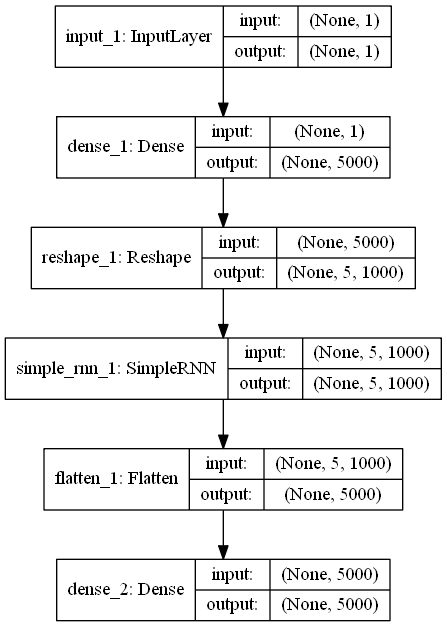 input_1: InputLayer
input: (None, 1)
output: (None, 1)
dense_1: Dense
input: (None, 1)
output: (None, 5000)
reshape_1: Reshape
input: (None, 5000)
output: (None, 5, 1000)
simple_rnn_1: SimpleRNN
input: (None, 5, 1000)
output: (None, 5, 1000)
flatten_1: Flatten
input: (None, 5, 1000)
output: (None, 5000)
dense_2: Dense
input: (None, 5000)
output: (None, 5000)